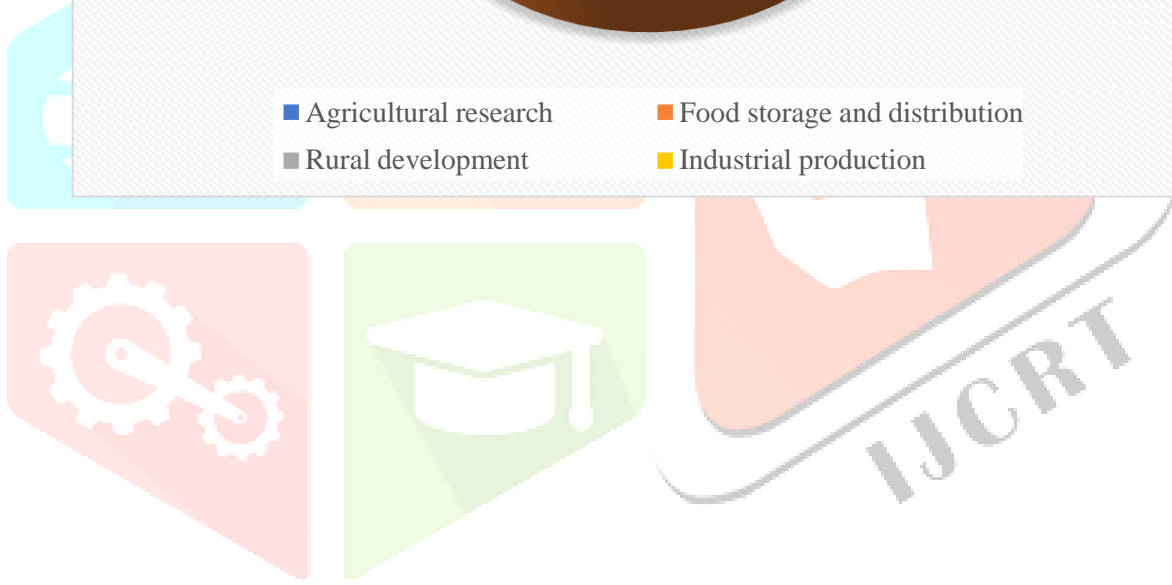 Agricultural research
Food storage and distribution
Rural development
Industrial production
IJCRT